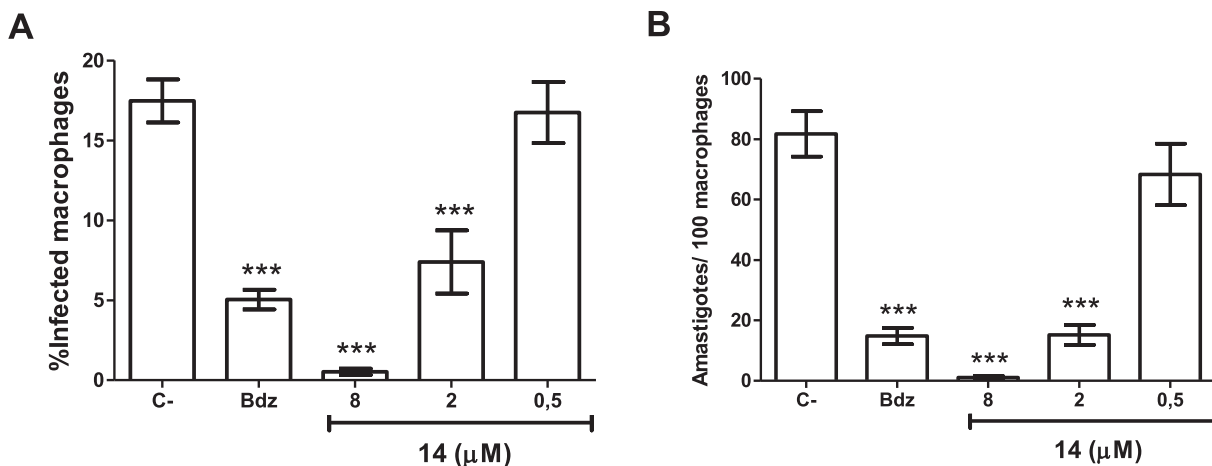 A
%Infected macrophages
20
15
10
5
0
***
***
***
C-
Bdz
8
2
0,5
14 (μM)
B
Amastigotes/ 100 macrophages
100
80
60
40
20
0
***
***
***
C-
Bdz
8
2
0,5
14 (μM)